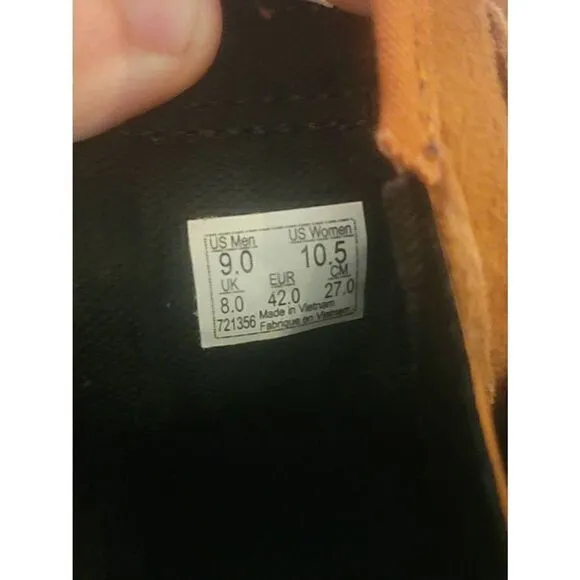 US Men US Women
9.0 10.5
UK EUR CM
8.0 42.0 27.0
721356 Made in Vietnam
Fabriqué en Vietnam